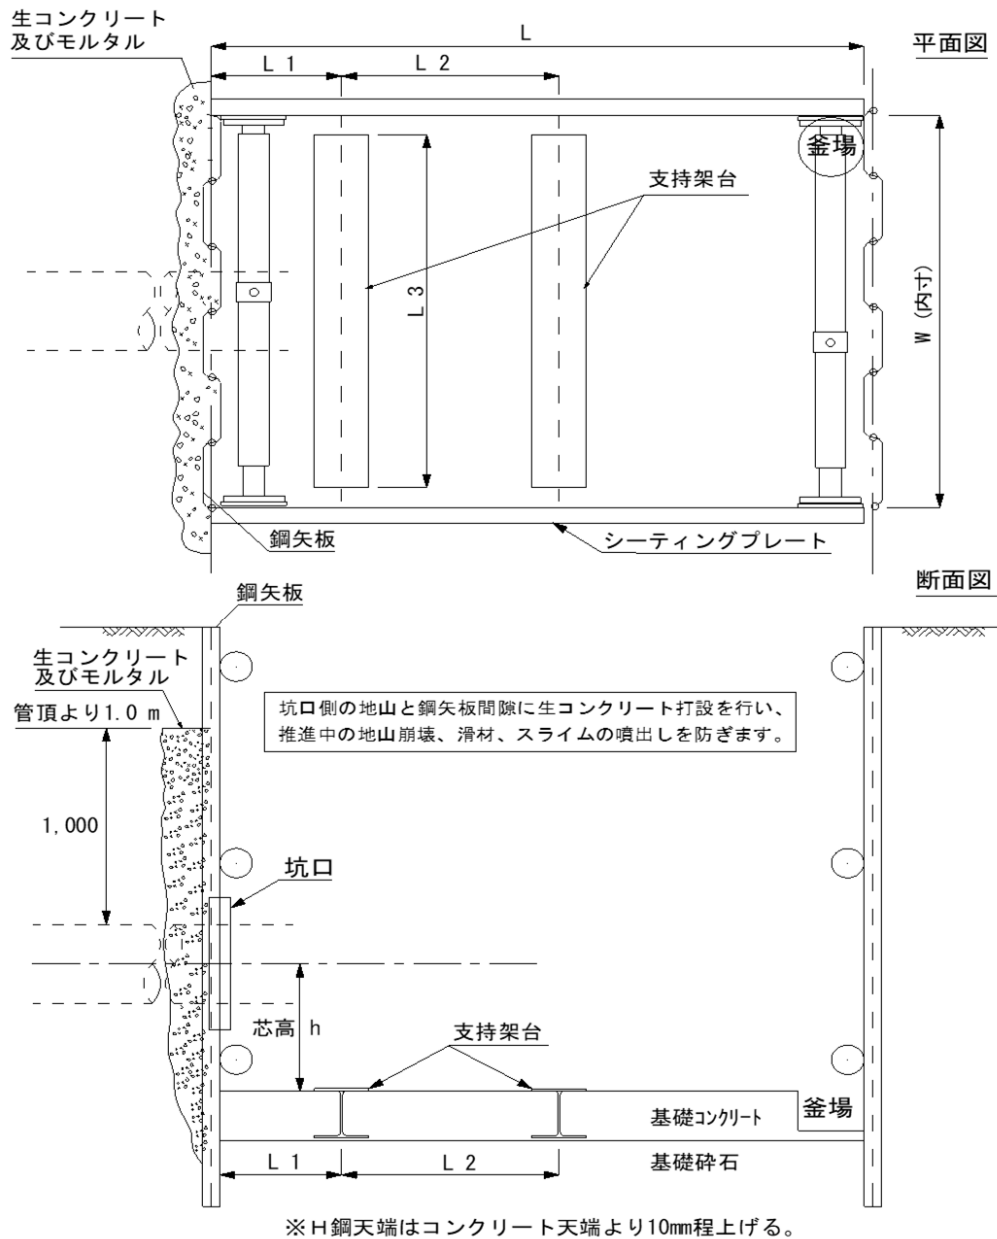 生コンクリート
及びモルタル
L
平面図
L 1
L 2
釜場
支持架台
L 3
W (内寸)
鋼矢板
シーティングプレート
断面図
鋼矢板
生コンクリート
及びモルタル
管頂より1.0 m
坑口側の地山と鋼矢板間隙に生コンクリート打設を行い、
推進中の地山崩壊、滑材、スライムの噴出しを防ぎます。
1,000
坑口
芯高 h
支持架台
基礎コンクリート
釜場
L 1
L 2
基礎砕石
※H鋼天端はコンクリート天端より10mm程上げる。